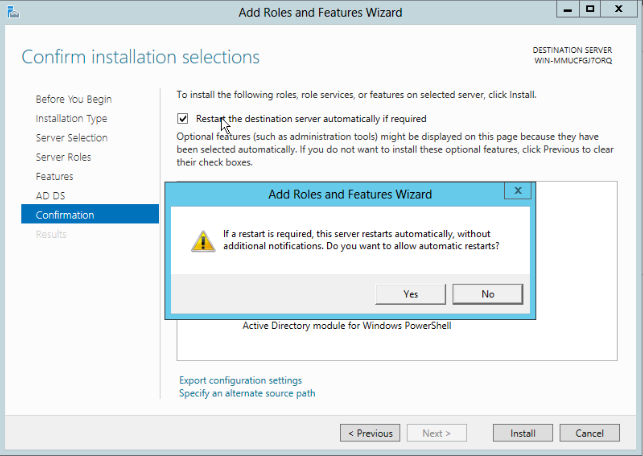 Add Roles and Features Wizard
Confirm installation selections
DESTINATION SERVER
WIN-MMUCFGJ7ORQ
Before You Begin
Installation Type
Server Selection
Server Roles
Features
AD DS
Confirmation
Results
To install the following roles, role services, or features on selected server, click Install.
Restart the destination server automatically if required
Optional features (such as administration tools) might be displayed on this page because they have
been selected automatically. If you do not want to install these optional features, click Previous to clear
their check boxes.
Add Roles and Features Wizard
If a restart is required, this server restarts automatically, without
additional notifications. Do you want to allow automatic restarts?
Yes
No
Active Directory module for Windows PowerShell
Export configuration settings
Specify an alternate source path
< Previous
Next >
Install
Cancel